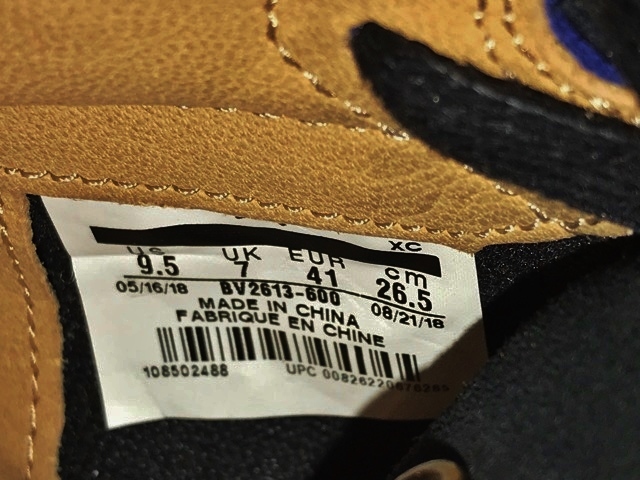 XC
US UK EUR cm
9.5 7 41 26.5
05/16/18 BV2613-600 08/21/18
MADE IN CHINA
FABRIQUE EN CHINE
108502488 UPC